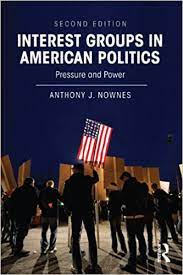 SECOND EDITION
INTEREST GROUPS IN
AMERICAN POLITICS
Pressure and Power
ANTHONY J. NOWNES